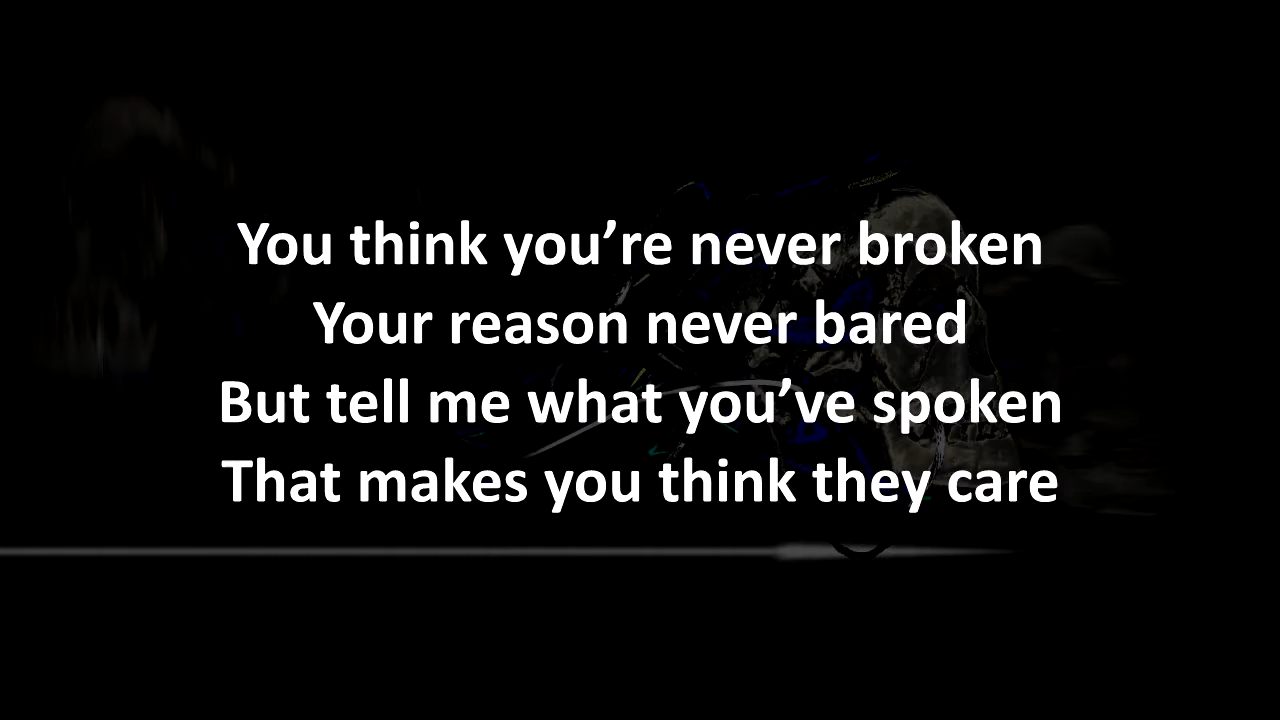 You think you’re never broken
Your reason never bared
But tell me what you’ve spoken
That makes you think they care